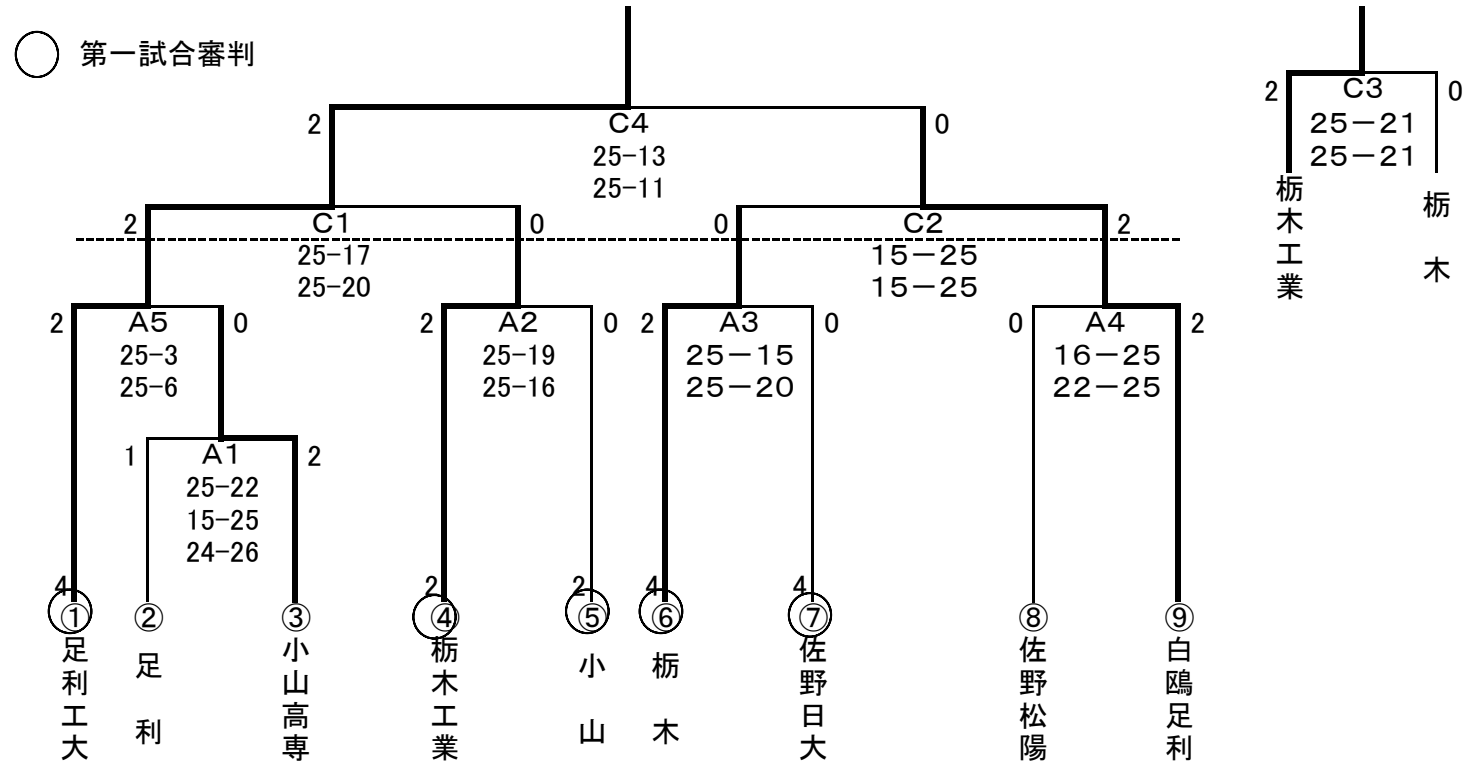 第一試合審判
2 C3 0
25－21
25－21
栃木工業
栃木
2 C4 0
25-13
25-11
2 C1 0
25-17
25-20
0 C2 2
15－25
15－25
2 A5 0
25-3
25-6
2 A2 0
25-19
25-16
2 A3 0
25－15
25－20
0 A4 2
16－25
22－25
1 A1 2
25-22
15-25
24-26
4 2 2 4 4
① ② ③ ④ ⑤ ⑥ ⑦ ⑧ ⑨
足利工大
足利
小山高専
栃木工業
小山
栃木
佐野日大
佐野松陽
白鴎足利